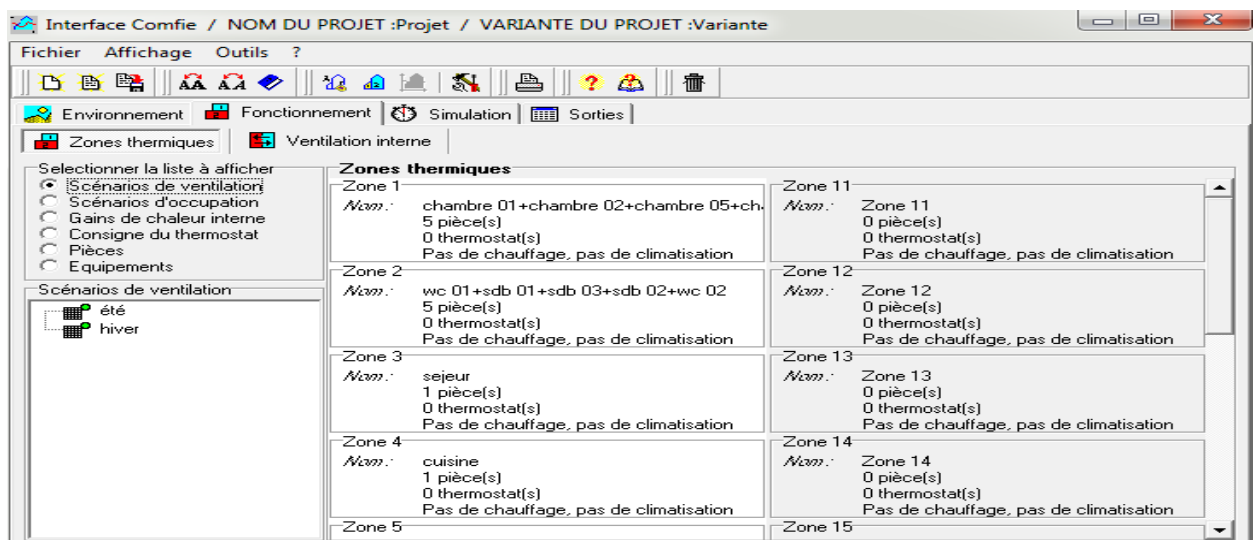 Interface Comfie / NOM DU PROJET :Projet / VARIANTE DU PROJET :Variante
Fichier Affichage Outils ?
Environnement Fonctionnement Simulation Sorties
Zones thermiques Ventilation interne
Selectionner la liste à afficher
Scénarios de ventilation
Scénarios d'occupation
Gains de chaleur interne
Consigne du thermostat
Pièces
Equipements
Scénarios de ventilation
été
hiver
Zones thermiques
Zone 1
Nom : chambre 01+chambre 02+chambre 05+ch
5 pièce(s)
0 thermostat(s)
Pas de chauffage, pas de climatisation
Zone 2
Nom : wc 01+sdb 01+sdb 03+sdb 02+wc 02
5 pièce(s)
0 thermostat(s)
Pas de chauffage, pas de climatisation
Zone 3
Nom : sejeur
1 pièce(s)
0 thermostat(s)
Pas de chauffage, pas de climatisation
Zone 4
Nom : cuisine
1 pièce(s)
0 thermostat(s)
Pas de chauffage, pas de climatisation
Zone 5
Zone 11
Nom : Zone 11
0 pièce(s)
0 thermostat(s)
Pas de chauffage, pas de climatisation
Zone 12
Nom : Zone 12
0 pièce(s)
0 thermostat(s)
Pas de chauffage, pas de climatisation
Zone 13
Nom : Zone 13
0 pièce(s)
0 thermostat(s)
Pas de chauffage, pas de climatisation
Zone 14
Nom : Zone 14
0 pièce(s)
0 thermostat(s)
Pas de chauffage, pas de climatisation
Zone 15